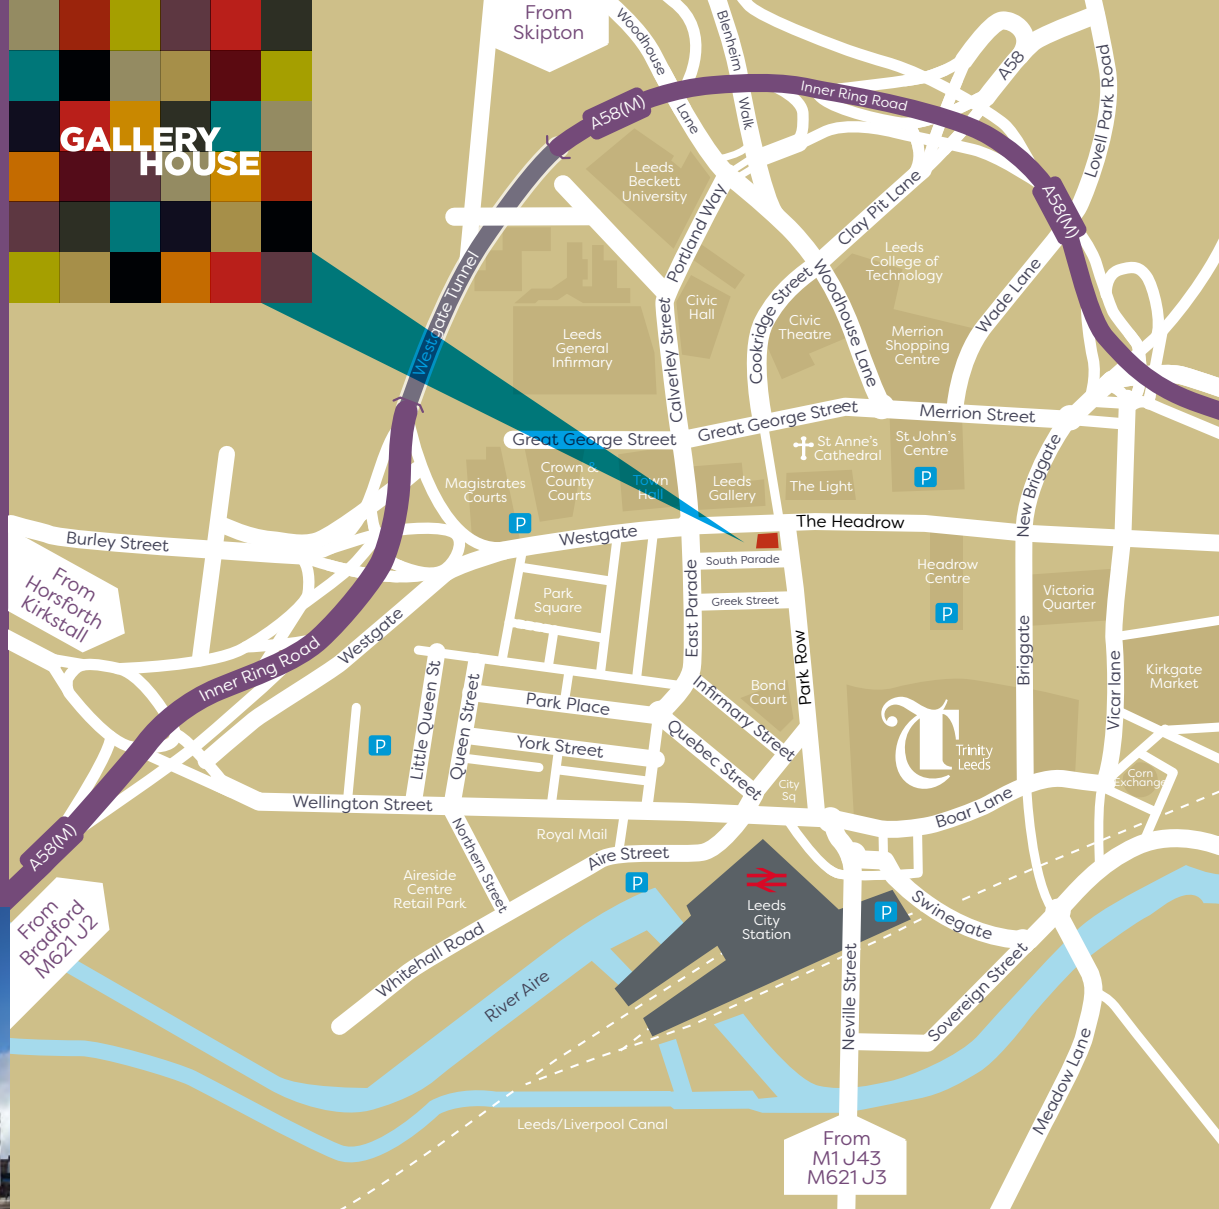 GALLERY
HOUSE
From
Skipton
Woodhouse
Lane
Blenheim
Walk
A58
Lovell Park Road
A58(M)
Inner Ring Road
A58(M)
Leeds
Beckett
University
Portland Way
Clay Pit Lane
Leeds
College of
Technology
Westgate Tunnel
Civic
Hall
Cookridge Street
Woodhouse Lane
Wade Lane
Civic
Theatre
Merrion
Shopping
Centre
Leeds
General
Infirmary
Calverley Street
Great George Street
Great George Street
Merrion Street
St Anne's
Cathedral
St John's
Centre
P
New Briggate
Magistrates
Courts
P
Crown &
County
Courts
Town
Hall
Leeds
Gallery
The Light
The Headrow
Westgate
Burley Street
From
Horsforth
Kirkstall
South Parade
Greek Street
East Parade
Park
Square
Headrow
Centre
P
Victoria
Quarter
Briggate
Vicar lane
Kirkgate
Market
Westgate
Inner Ring Road
Park Row
Bond
Court
Infirmary Street
Quebec Street
City
Sq
Park Place
York Street
Little Queen St
Queen Street
P
T
Trinity
Leeds
Corn
Exchange
Boar Lane
Wellington Street
A58(M)
Northern Street
Royal Mail
Aire Street
P
Aireside
Centre
Retail Park
From
Bradford
M621 J2
Leeds
City
Station
P
Swinegate
Whitehall Road
River Aire
Neville Street
Sovereign Street
Meadow Lane
Leeds/Liverpool Canal
From
M1 J43
M621 J3